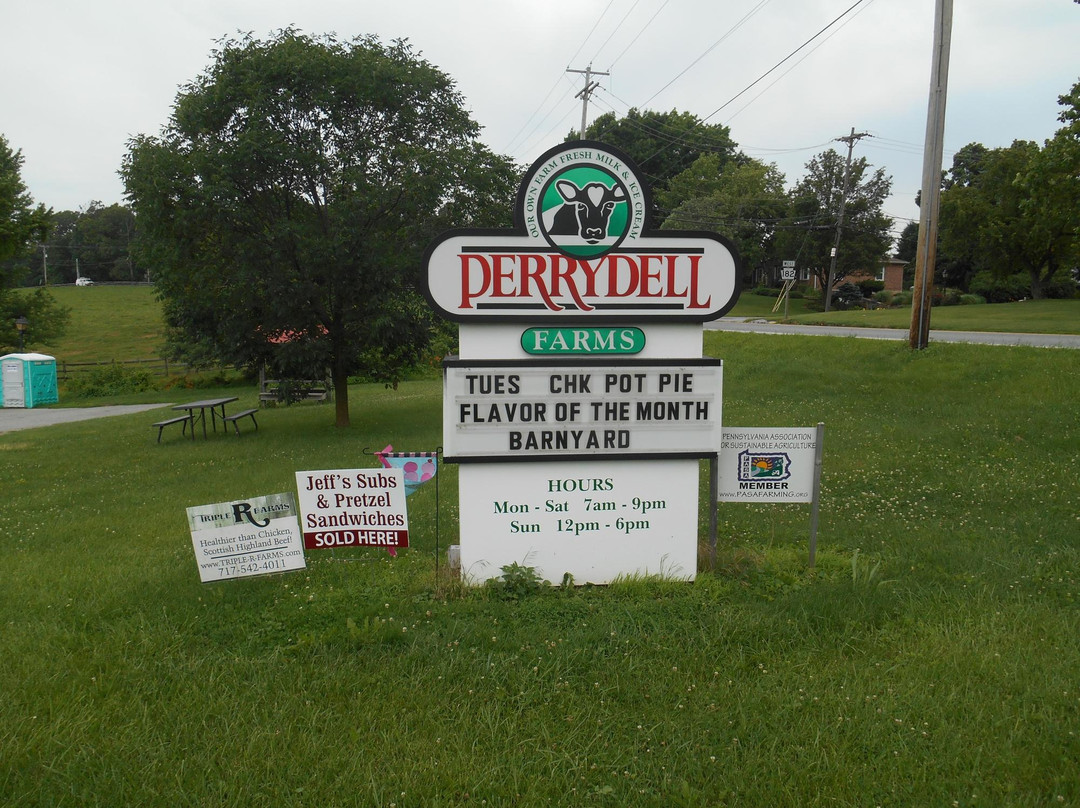 OUR OWN FARM FRESH MILK & ICE CREAM
PERRYDELL
FARMS
TUES CHK POT PIE
FLAVOR OF THE MONTH
BARNYARD
HOURS
Mon - Sat 7am - 9pm
Sun 12pm - 6pm
TRIPLE R FARMS
Healthier than Chicken,
Scottish Highland Beef!
www.TRIPLE-R-FARMS.com
717-542-4011
Jeff's Subs
& Pretzel
Sandwiches
SOLD HERE!
PENNSYLVANIA ASSOCIATION
OR SUSTAINABLE AGRICULTURE
PASA
MEMBER
www.PASAFARMING.org
182